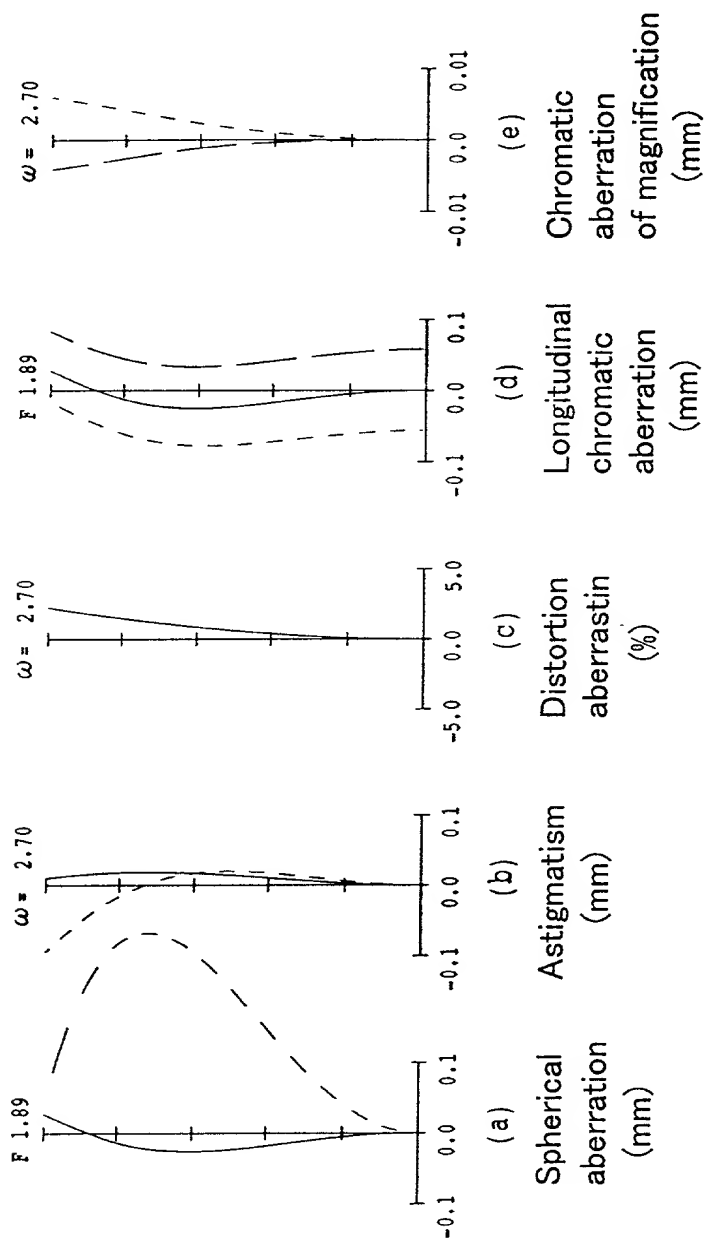 F 1.89
-0.1 0.0 0.1
(a)
Spherical
aberration
(mm)
ω = 2.70
-0.1 0.0 0.1
(b)
Astigmatism
(mm)
ω = 2.70
-5.0 0.0 5.0
(c)
Distortion
aberrastin
(%)
F 1.89
-0.1 0.0 0.1
(d)
Longitudinal
chromatic
aberration
(mm)
ω = 2.70
-0.01 0.0 0.01
(e)
Chromatic
aberration
of magnification
(mm)